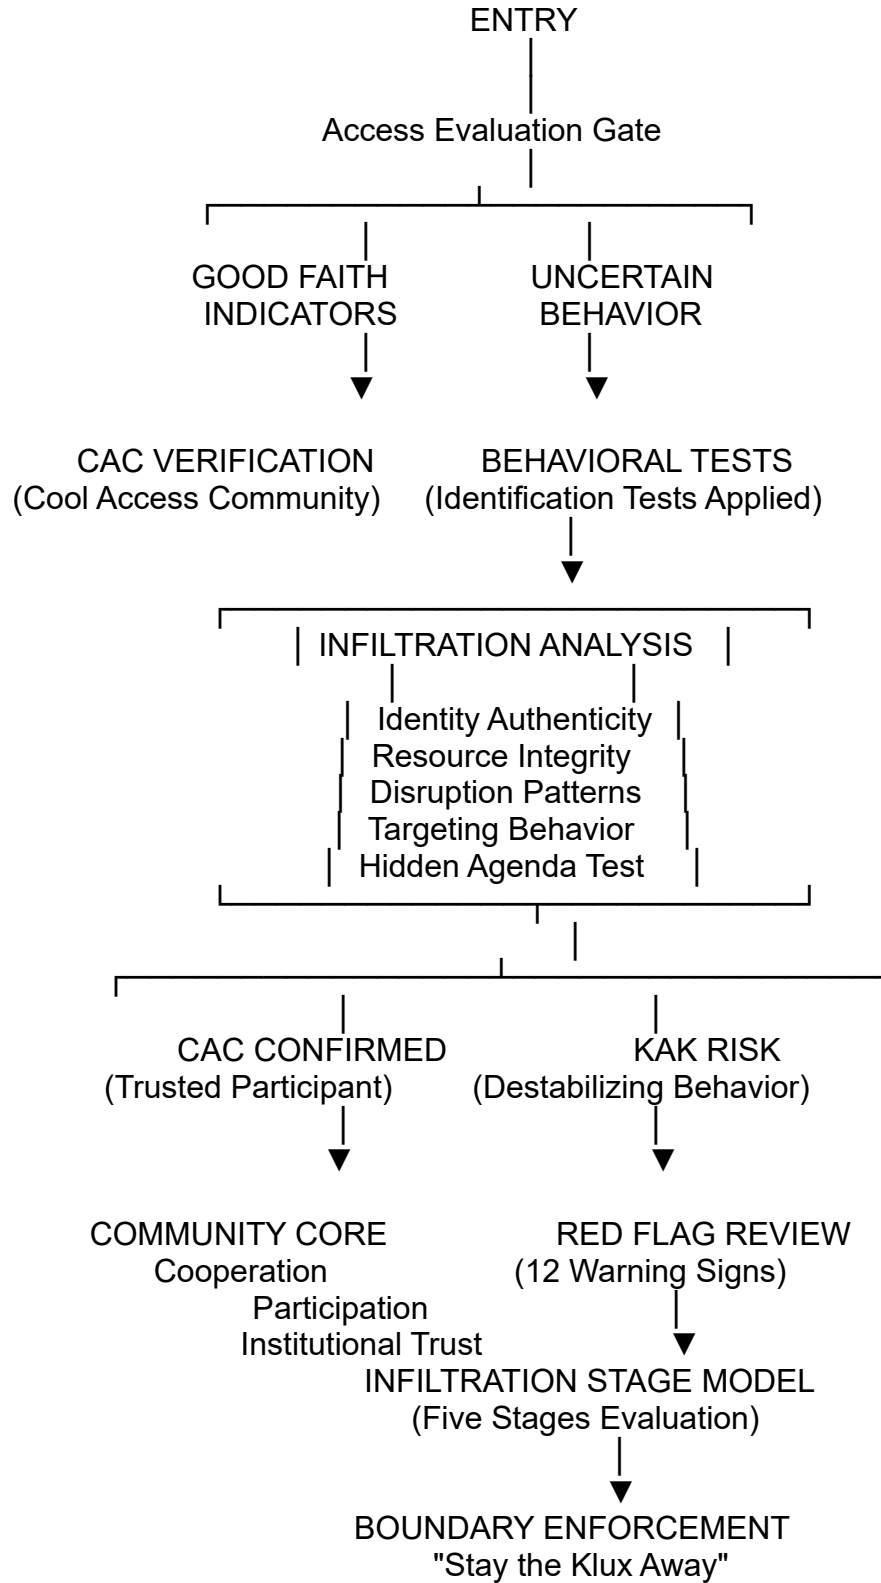 ENTRY
Access Evaluation Gate
GOOD FAITH UNCERTAIN
INDICATORS BEHAVIOR
CAC VERIFICATION BEHAVIORAL TESTS
(Cool Access Community) (Identification Tests Applied)
INFILTRATION ANALYSIS
Identity Authenticity
Resource Integrity
Disruption Patterns
Targeting Behavior
Hidden Agenda Test
CAC CONFIRMED KAK RISK
(Trusted Participant) (Destabilizing Behavior)
COMMUNITY CORE RED FLAG REVIEW
Cooperation (12 Warning Signs)
Participation
Institutional Trust
INFILTRATION STAGE MODEL
(Five Stages Evaluation)
BOUNDARY ENFORCEMENT
"Stay the Klux Away"